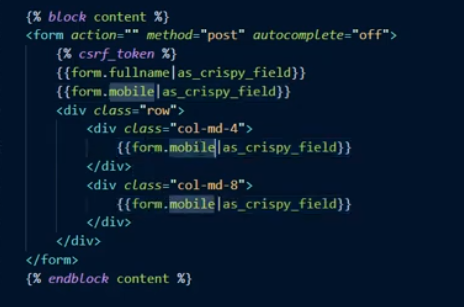 {% block content %}
<form action="" method="post" autocomplete="off">
{% csrf_token %}
{{form.fullname|as_crispy_field}}
{{form.mobile|as_crispy_field}}
<div class="row">
<div class="col-md-4">
{{form.mobile|as_crispy_field}}
</div>
<div class="col-md-8">
{{form.mobile|as_crispy_field}}
</div>
</div>
</form>
{% endblock content %}